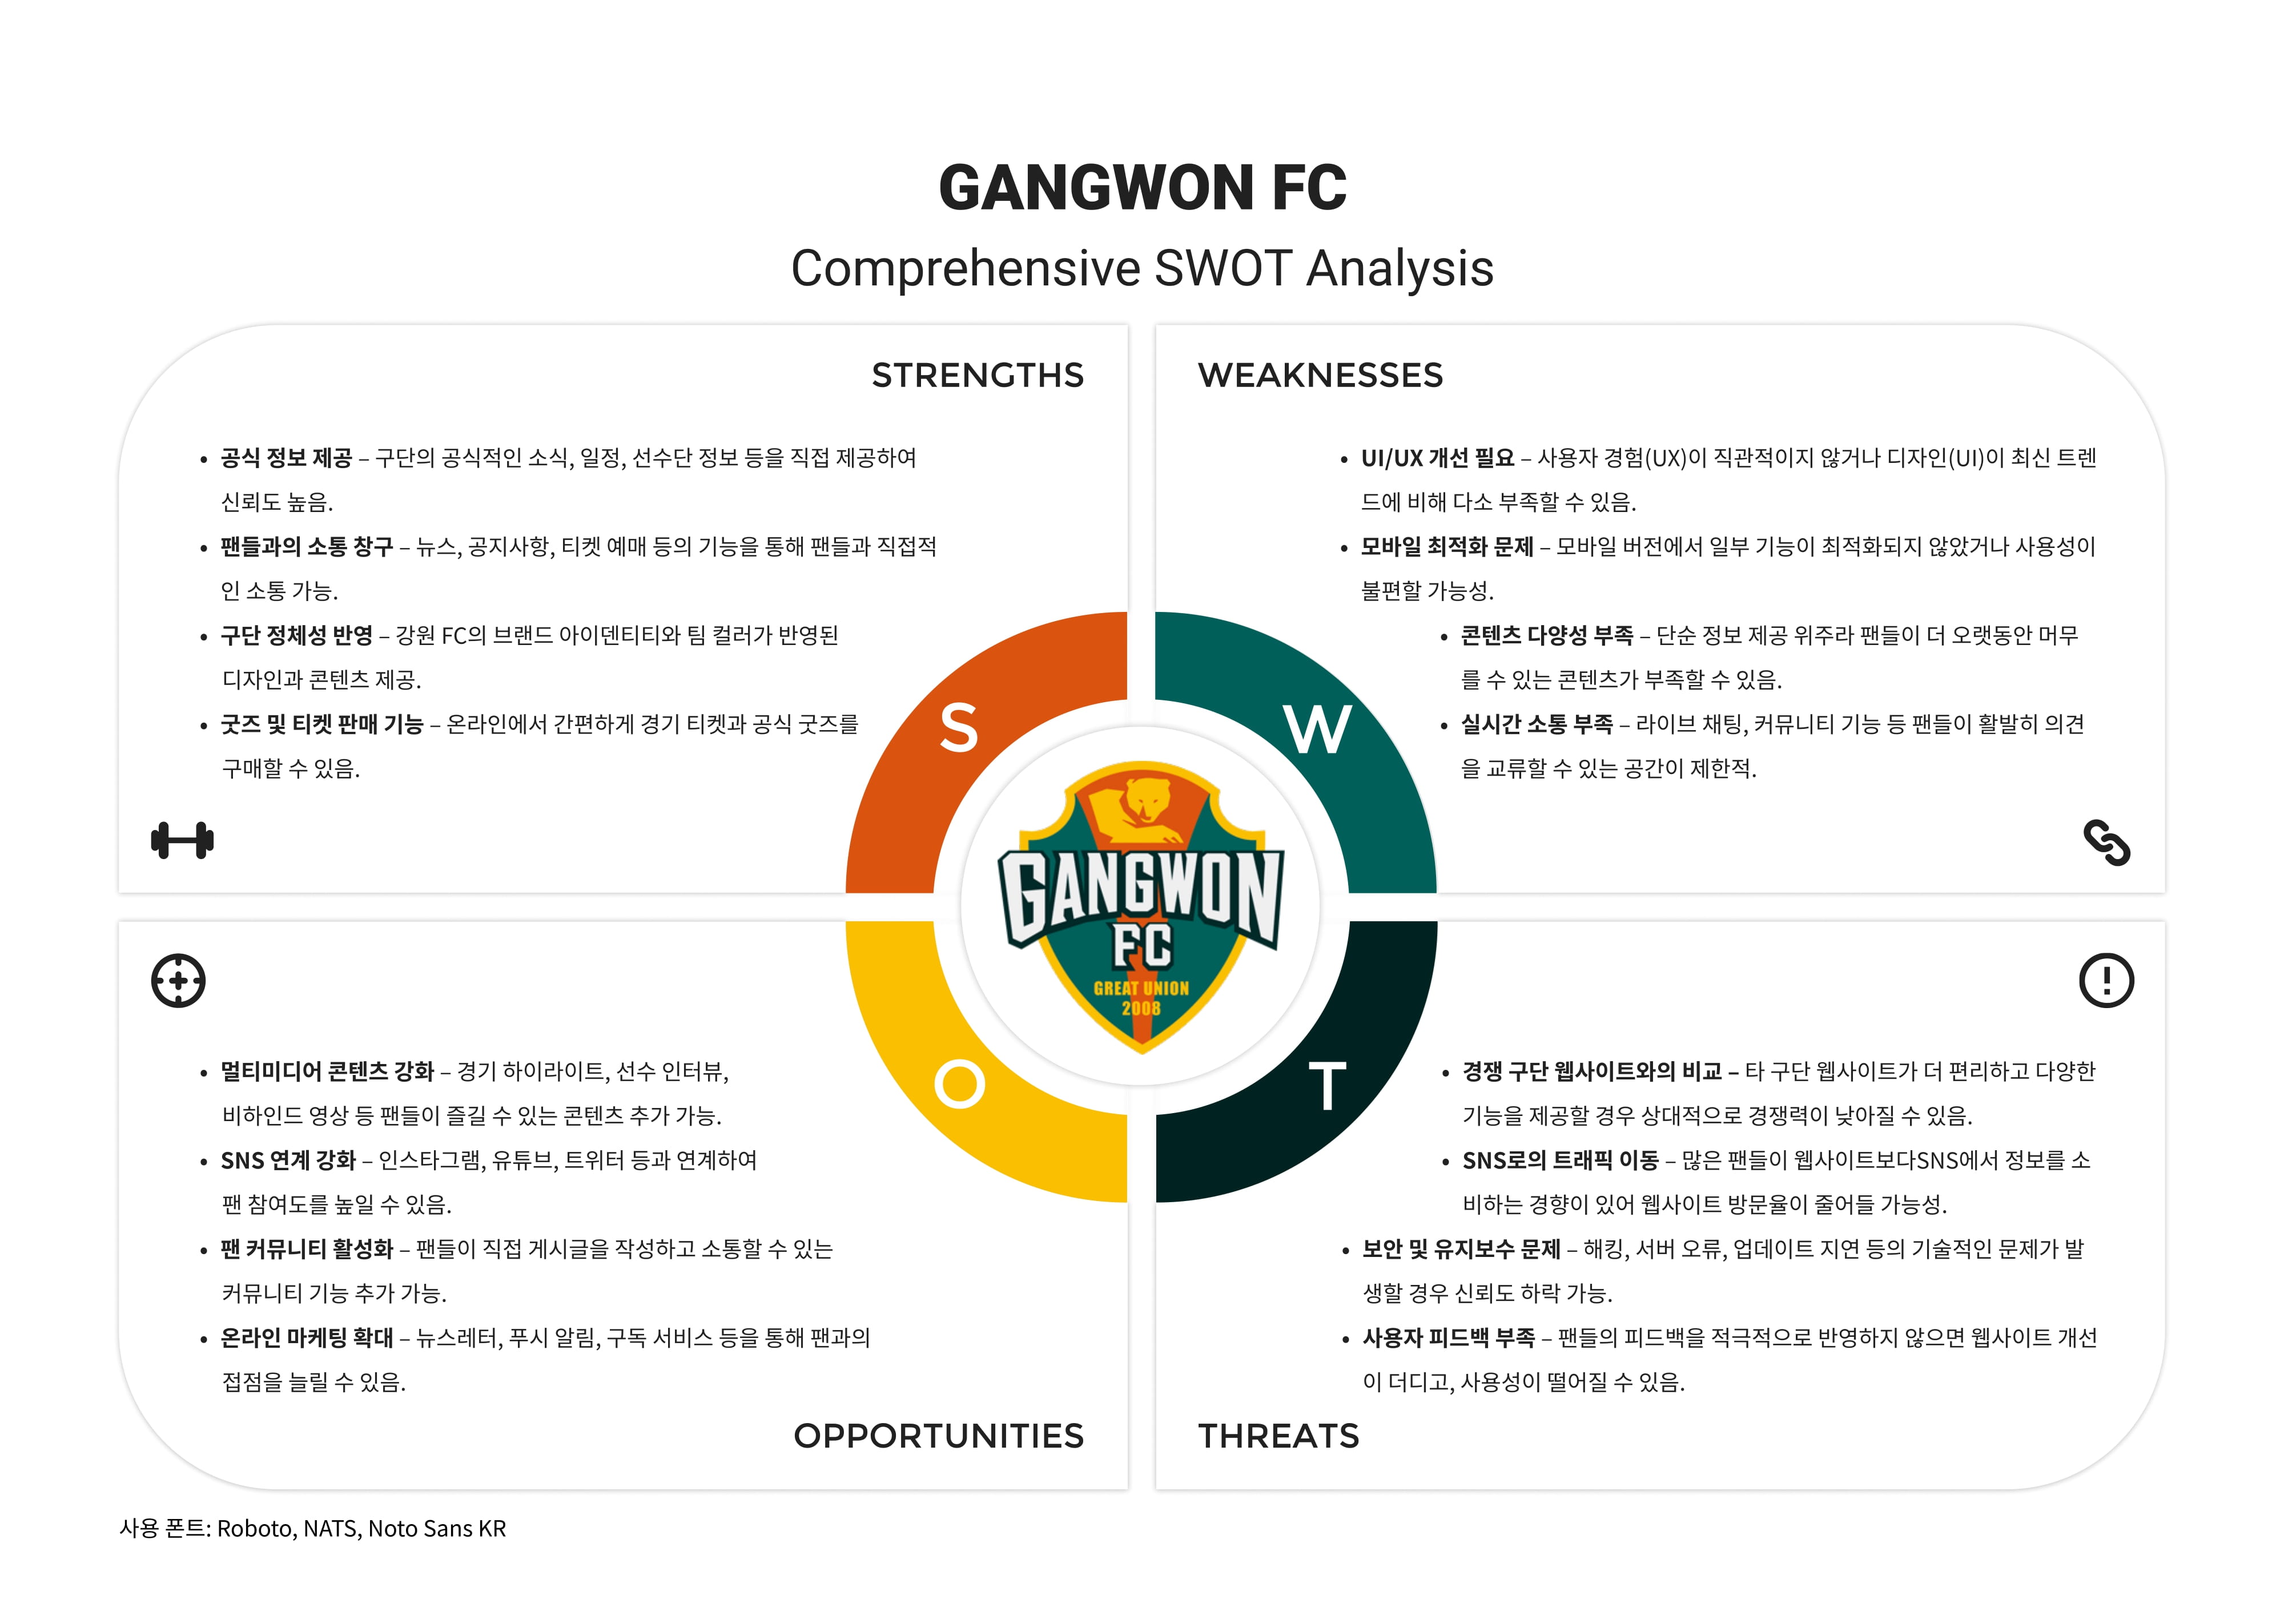 GANGWON FC
Comprehensive SWOT Analysis
STRENGTHS
• 공식 정보 제공 – 구단의 공식적인 소식, 일정, 선수단 정보 등을 직접 제공하여
신뢰도 높음.
• 팬들과의 소통 창구 – 뉴스, 공지사항, 티켓 예매 등의 기능을 통해 팬들과 직접적
인 소통 가능.
• 구단 정체성 반영 – 강원 FC의 브랜드 아이덴티티와 팀 컬러가 반영된
디자인과 콘텐츠 제공.
• 굿즈 및 티켓 판매 기능 – 온라인에서 간편하게 경기 티켓과 공식 굿즈를
구매할 수 있음.
S
WEAKNESSES
• UI/UX 개선 필요 – 사용자 경험(UX)이 직관적이지 않거나 디자인(UI)이 최신 트렌
드에 비해 다소 부족할 수 있음.
• 모바일 최적화 문제 – 모바일 버전에서 일부 기능이 최적화되지 않았거나 사용성이
불편할 가능성.
• 콘텐츠 다양성 부족 – 단순 정보 제공 위주라 팬들이 더 오랫동안 머무
를 수 있는 콘텐츠가 부족할 수 있음.
• 실시간 소통 부족 – 라이브 채팅, 커뮤니티 기능 등 팬들이 활발히 의견
을 교류할 수 있는 공간이 제한적.
W
GANGWON
FC
GREAT UNION
2008
• 멀티미디어 콘텐츠 강화 – 경기 하이라이트, 선수 인터뷰,
비하인드 영상 등 팬들이 즐길 수 있는 콘텐츠 추가 가능.
• SNS 연계 강화 – 인스타그램, 유튜브, 트위터 등과 연계하여
팬 참여도를 높일 수 있음.
• 팬 커뮤니티 활성화 – 팬들이 직접 게시글을 작성하고 소통할 수 있는
커뮤니티 기능 추가 가능.
• 온라인 마케팅 확대 – 뉴스레터, 푸시 알림, 구독 서비스 등을 통해 팬과의
접점을 늘릴 수 있음.
O
OPPORTUNITIES
• 경쟁 구단 웹사이트와의 비교 – 타 구단 웹사이트가 더 편리하고 다양한
기능을 제공할 경우 상대적으로 경쟁력이 낮아질 수 있음.
• SNS로의 트래픽 이동 – 많은 팬들이 웹사이트보다SNS에서 정보를 소
비하는 경향이 있어 웹사이트 방문율이 줄어들 가능성.
• 보안 및 유지보수 문제 – 해킹, 서버 오류, 업데이트 지연 등의 기술적인 문제가 발
생할 경우 신뢰도 하락 가능.
• 사용자 피드백 부족 – 팬들의 피드백을 적극적으로 반영하지 않으면 웹사이트 개선
이 더디고, 사용성이 떨어질 수 있음.
T
THREATS
사용 폰트: Roboto, NATS, Noto Sans KR